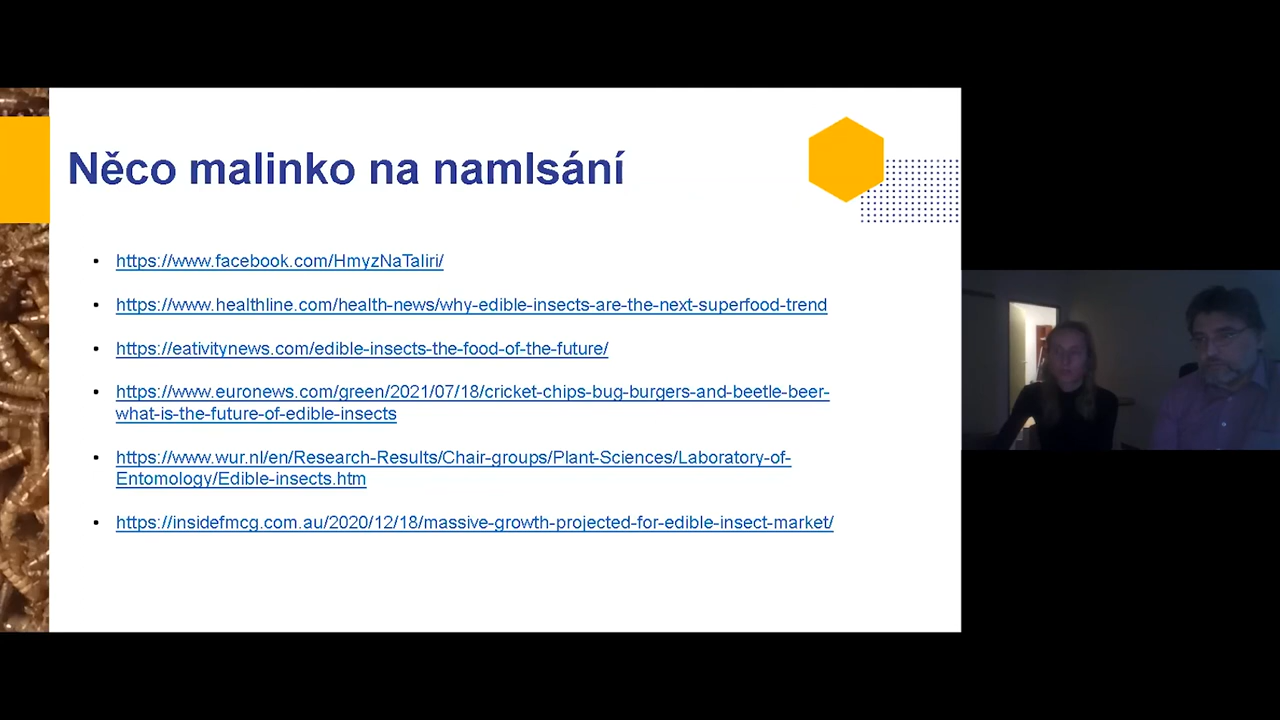 Něco malinko na namlsání
• https://www.facebook.com/HmyzNaTaliri/
• https://www.healthline.com/health-news/why-edible-insects-are-the-next-superfood-trend
• https://eativitynews.com/edible-insects-the-food-of-the-future/
• https://www.euronews.com/green/2021/07/18/cricket-chips-bug-burgers-and-beetle-beer-
what-is-the-future-of-edible-insects
• https://www.wur.nl/en/Research-Results/Chair-groups/Plant-Sciences/Laboratory-of-
Entomology/Edible-insects.htm
• https://insidefmcg.com.au/2020/12/18/massive-growth-projected-for-edible-insect-market/